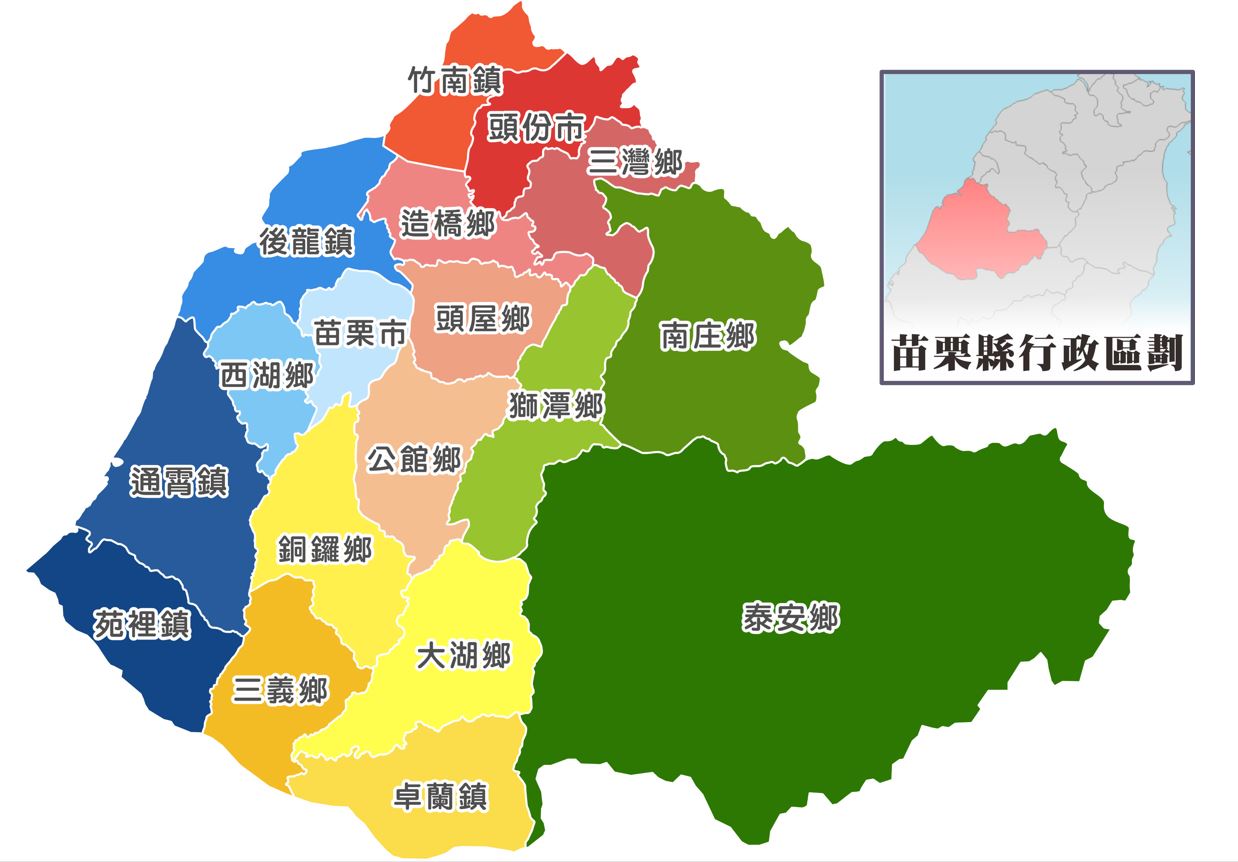 竹南鎮
頭份市
三灣鄉
造橋鄉
後龍鎮
頭屋鄉
苗栗市
南庄鄉
西湖鄉
獅潭鄉
公館鄉
通霄鎮
銅鑼鄉
泰安鄉
苑裡鎮
大湖鄉
三義鄉
卓蘭鎮
苗栗縣行政區劃